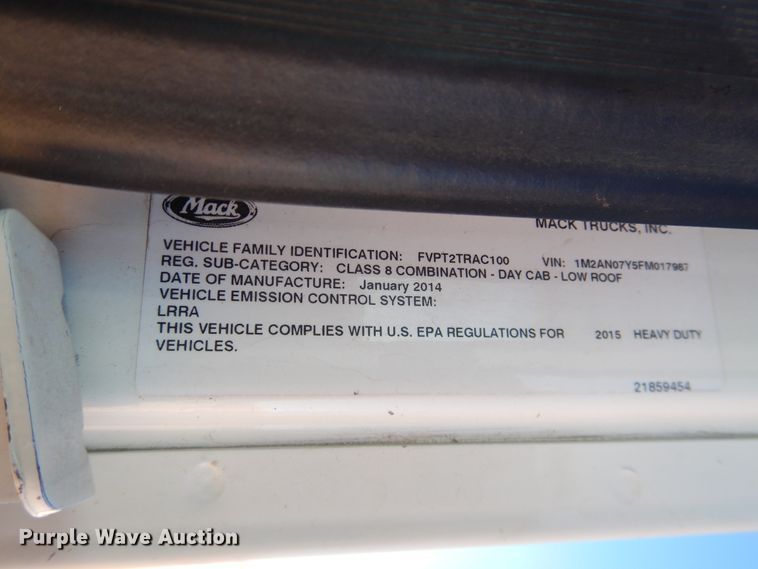 Mack
MACK TRUCKS, INC.
VEHICLE FAMILY IDENTIFICATION: FVPT2TRAC100 VIN: 1M2AN07Y5FM017987
REG. SUB-CATEGORY: CLASS 8 COMBINATION - DAY CAB - LOW ROOF
DATE OF MANUFACTURE: January 2014
VEHICLE EMISSION CONTROL SYSTEM:
LRRA
THIS VEHICLE COMPLIES WITH U.S. EPA REGULATIONS FOR 2015 HEAVY DUTY
VEHICLES.
21859454
Purple Wave Auction